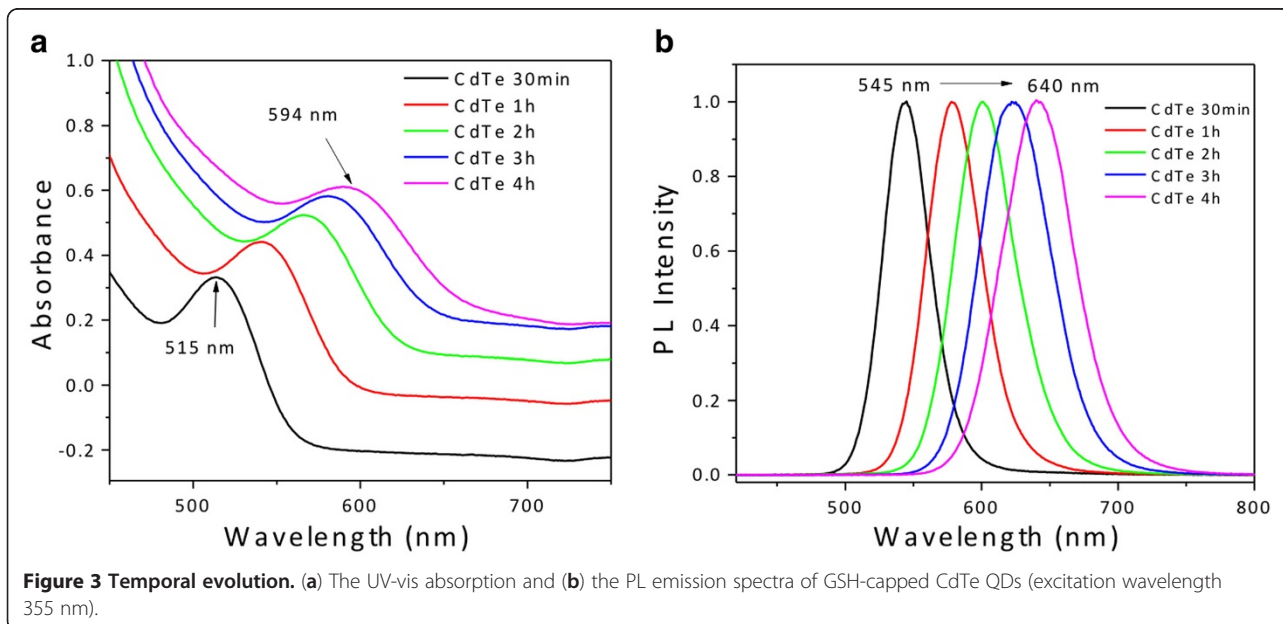 a
1.0
0.8
0.6
0.4
0.2
0.0
-0.2
Absorbance
CdTe 30min
CdTe 1h
CdTe 2h
CdTe 3h
CdTe 4h
594 nm
515 nm
500
600
700
Wavelength (nm)
b
1.0
0.8
0.6
0.4
0.2
0.0
PL Intensity
545 nm
640 nm
CdTe 30min
CdTe 1h
CdTe 2h
CdTe 3h
CdTe 4h
500
600
700
800
Wavelength (nm)
Figure 3 Temporal evolution. (a) The UV-vis absorption and (b) the PL emission spectra of GSH-capped CdTe QDs (excitation wavelength
355 nm).